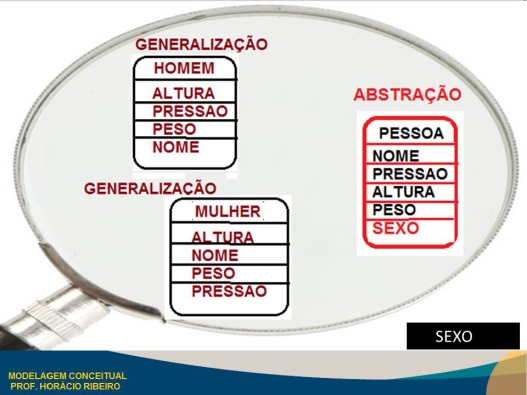 GENERALIZAÇÃO
HOMEM
ALTURA
PRESSAO
PESO
NOME
GENERALIZAÇÃO
MULHER
ALTURA
NOME
PESO
PRESSAO
ABSTRAÇÃO
PESSOA
NOME
PRESSAO
ALTURA
PESO
SEXO
SEXO
MODELAGEM CONCEITUAL
PROF. HORÁCIO RIBEIRO